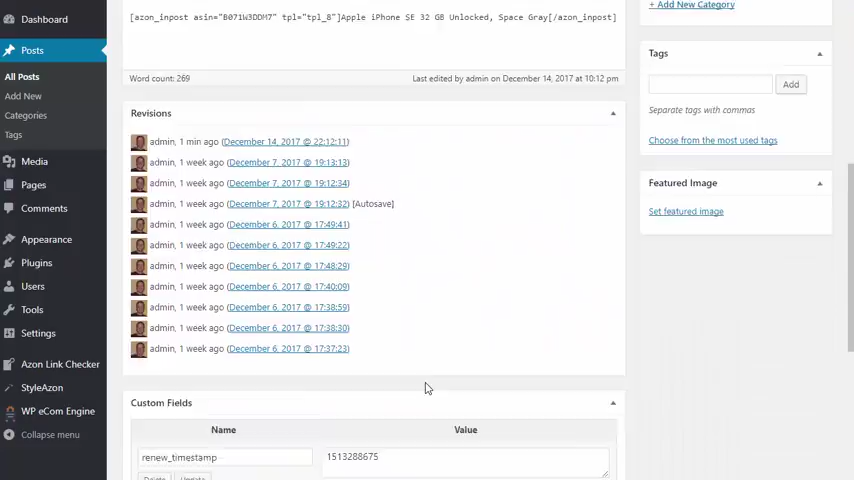 Dashboard
Posts
All Posts
Add New
Categories
Tags
Media
Pages
Comments
Appearance
Plugins
Users
Tools
Settings
Azon Link Checker
StyleAzon
WP eCom Engine
Collapse menu
[azon_inpost asin="B071W3DDM7" tpl="tpl_8"]Apple iPhone SE 32 GB Unlocked, Space Gray[/azon_inpost]
Word count: 269
Last edited by admin on December 14, 2017 at 10:12 pm
Revisions
admin, 1 min ago (December 14, 2017 @ 22:12:11)
admin, 1 week ago (December 7, 2017 @ 19:13:13)
admin, 1 week ago (December 7, 2017 @ 19:12:34)
admin, 1 week ago (December 7, 2017 @ 19:12:32) [Autosave]
admin, 1 week ago (December 6, 2017 @ 17:49:41)
admin, 1 week ago (December 6, 2017 @ 17:49:22)
admin, 1 week ago (December 6, 2017 @ 17:48:29)
admin, 1 week ago (December 6, 2017 @ 17:40:09)
admin, 1 week ago (December 6, 2017 @ 17:38:59)
admin, 1 week ago (December 6, 2017 @ 17:38:30)
admin, 1 week ago (December 6, 2017 @ 17:37:23)
Custom Fields
Name
Value
renew_timestamp
1513288675
Delete
Update
+ Add New Category
Tags
Add
Separate tags with commas
Choose from the most used tags
Featured Image
Set featured image